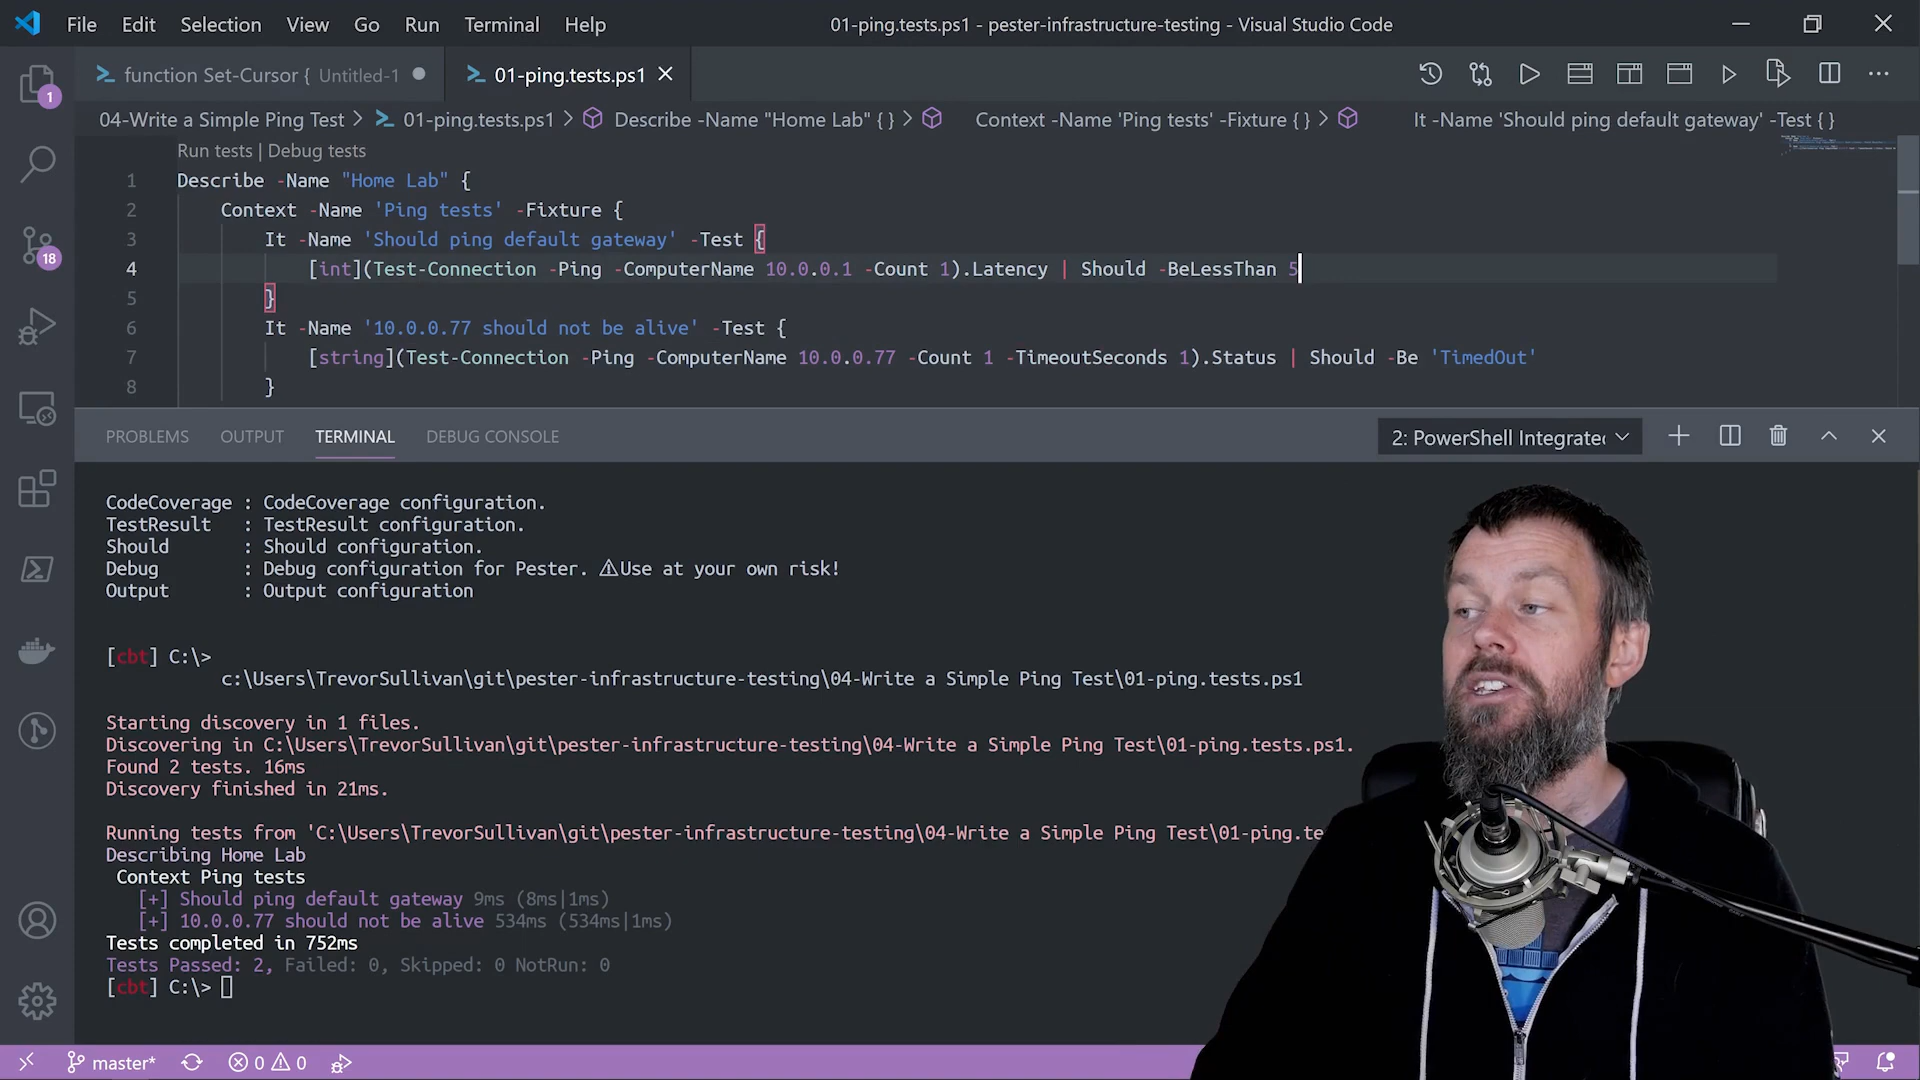 File Edit Selection View Go Run Terminal Help 01-ping.tests.ps1 - pester-infrastructure-testing - Visual Studio Code
function Set-Cursor { Untitled-1 01-ping.tests.ps1
04-Write a Simple Ping Test 01-ping.tests.ps1 Describe -Name "Home Lab" { } Context -Name 'Ping tests' -Fixture { } It -Name 'Should ping default gateway' -Test { }
Run tests | Debug tests
1 Describe -Name "Home Lab" {
2 Context -Name 'Ping tests' -Fixture {
3 It -Name 'Should ping default gateway' -Test {
4 [int](Test-Connection -Ping -ComputerName 10.0.0.1 -Count 1).Latency | Should -BeLessThan 5
5 }
6 It -Name '10.0.0.77 should not be alive' -Test {
7 [string](Test-Connection -Ping -ComputerName 10.0.0.77 -Count 1 -TimeoutSeconds 1).Status | Should -Be 'TimedOut'
8 }
1
18
PROBLEMS OUTPUT TERMINAL DEBUG CONSOLE 2: PowerShell Integrated
CodeCoverage : CodeCoverage configuration.
TestResult : TestResult configuration.
Should : Should configuration.
Debug : Debug configuration for Pester. ⚠Use at your own risk!
Output : Output configuration
[cbt] C:\>
c:\Users\TrevorSullivan\git\pester-infrastructure-testing\04-Write a Simple Ping Test\01-ping.tests.ps1
Starting discovery in 1 files.
Discovering in C:\Users\TrevorSullivan\git\pester-infrastructure-testing\04-Write a Simple Ping Test\01-ping.tests.ps1.
Found 2 tests. 16ms
Discovery finished in 21ms.
Running tests from 'C:\Users\TrevorSullivan\git\pester-infrastructure-testing\04-Write a Simple Ping Test\01-ping.te
Describing Home Lab
Context Ping tests
[+] Should ping default gateway 9ms (8ms|1ms)
[+] 10.0.0.77 should not be alive 534ms (534ms|1ms)
Tests completed in 752ms
Tests Passed: 2, Failed: 0, Skipped: 0 NotRun: 0
[cbt] C:\>
master* 0 0